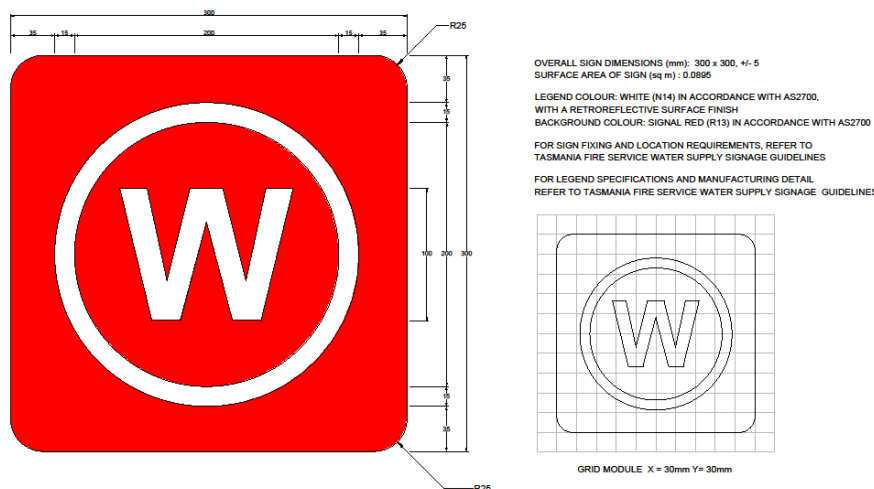 300
35 15 200 15 35
R25
35
15
W
100 200 300
15
35
R25
OVERALL SIGN DIMENSIONS (mm): 300 x 300, +/- 5
SURFACE AREA OF SIGN (sq m) : 0.0895
LEGEND COLOUR: WHITE (N14) IN ACCORDANCE WITH AS2700,
WITH A RETROREFLECTIVE SURFACE FINISH
BACKGROUND COLOUR: SIGNAL RED (R13) IN ACCORDANCE WITH AS2700
FOR SIGN FIXING AND LOCATION REQUIREMENTS, REFER TO
TASMANIA FIRE SERVICE WATER SUPPLY SIGNAGE GUIDELINES
FOR LEGEND SPECIFICATIONS AND MANUFACTURING DETAIL
REFER TO TASMANIA FIRE SERVICE WATER SUPPLY SIGNAGE GUIDELINES
W
GRID MODULE X = 30mm Y= 30mm